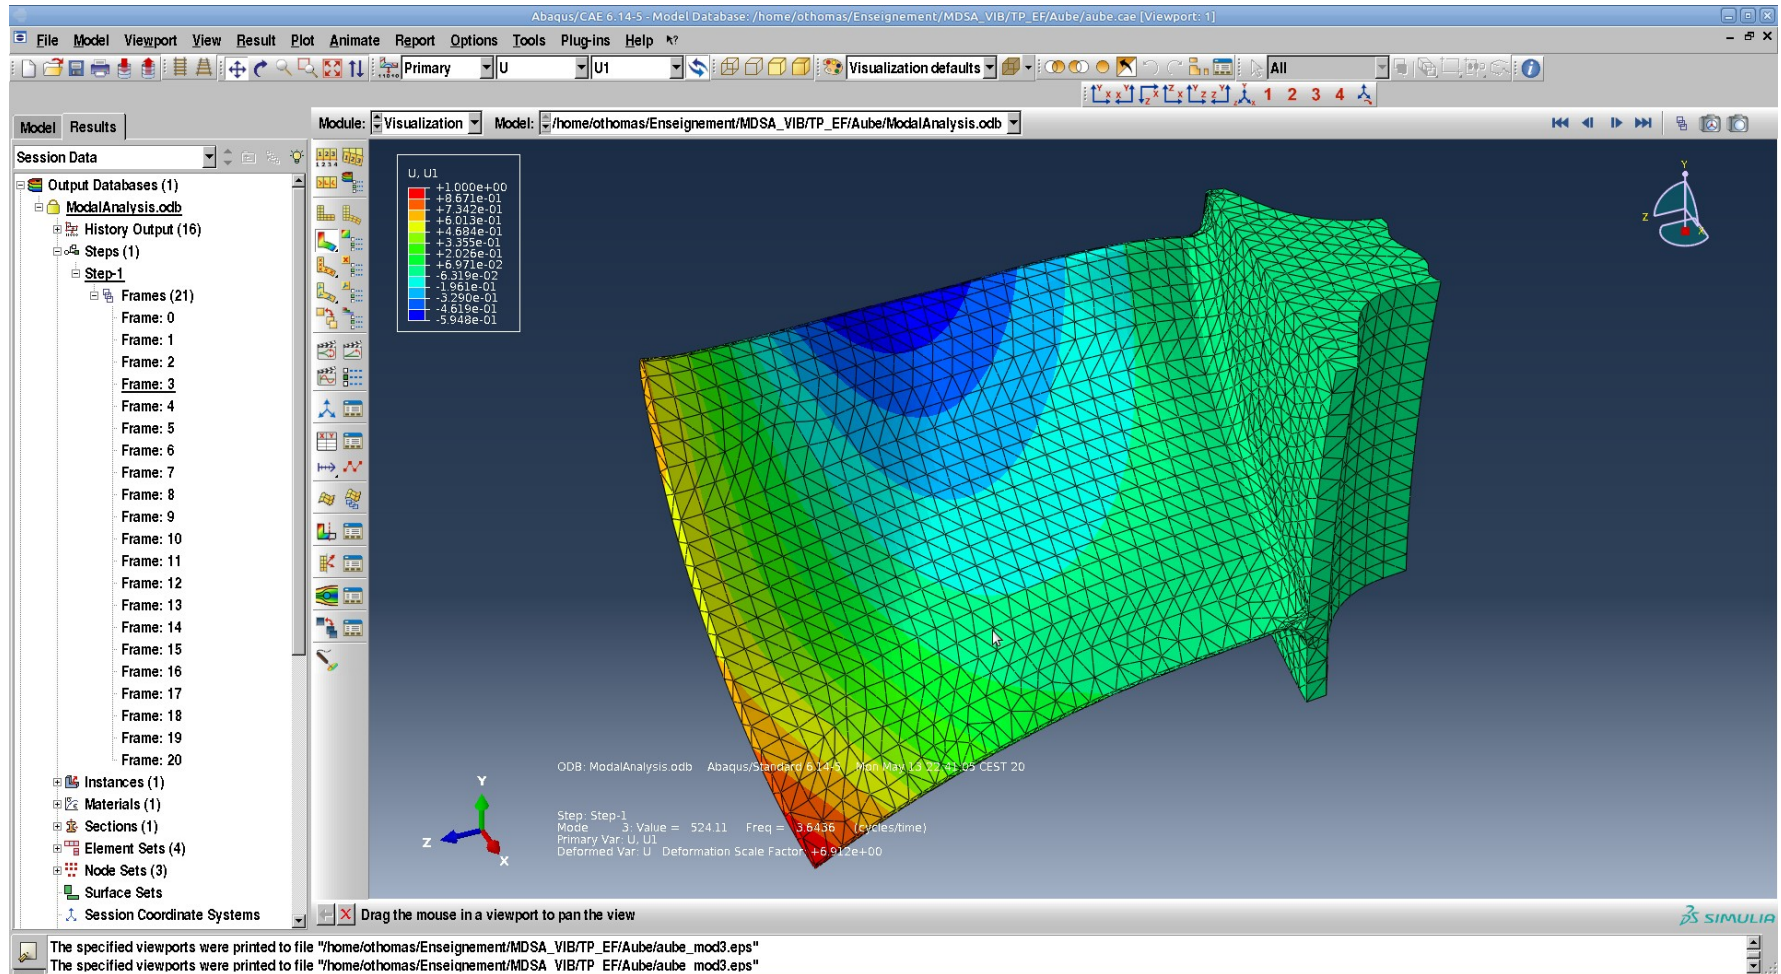 Abaqus/CAE 6.14-5 - Model Database: /home/othomas/Enseignement/MDSA_VIB/TP_EF/Aube/aube.cae [Viewport: 1]
File Model Viewport View Result Plot Animate Report Options Tools Plug-ins Help
Primary U U1 Visualization defaults All
1 2 3 4
Model Results
Module: Visualization Model: /home/othomas/Enseignement/MDSA_VIB/TP_EF/Aube/ModalAnalysis.odb
Session Data
Output Databases (1)
ModalAnalysis.odb
History Output (16)
Steps (1)
Step-1
Frames (21)
Frame: 0
Frame: 1
Frame: 2
Frame: 3
Frame: 4
Frame: 5
Frame: 6
Frame: 7
Frame: 8
Frame: 9
Frame: 10
Frame: 11
Frame: 12
Frame: 13
Frame: 14
Frame: 15
Frame: 16
Frame: 17
Frame: 18
Frame: 19
Frame: 20
Instances (1)
Materials (1)
Sections (1)
Element Sets (4)
Node Sets (3)
Surface Sets
Session Coordinate Systems
U, U1
+1.000e+00
+8.671e-01
+7.342e-01
+6.013e-01
+4.684e-01
+3.355e-01
+2.026e-01
+6.971e-02
-6.319e-02
-1.961e-01
-3.290e-01
-4.619e-01
-5.948e-01
Y
Z
X
Y
Z
X
ODB: ModalAnalysis.odb Abaqus/Standard 6.14-5 Mon May 13 22:41:05 CEST 20
Step: Step-1
Mode 3: Value = 524.11 Freq = 3.6436 (cycles/time)
Primary Var: U, U1
Deformed Var: U Deformation Scale Factor: +6.912e+00
Drag the mouse in a viewport to pan the view
SIMULIA
The specified viewports were printed to file "/home/othomas/Enseignement/MDSA_VIB/TP_EF/Aube/aube_mod3.eps"
The specified viewports were printed to file "/home/othomas/Enseignement/MDSA_VIB/TP_EF/Aube/aube_mod3.eps"